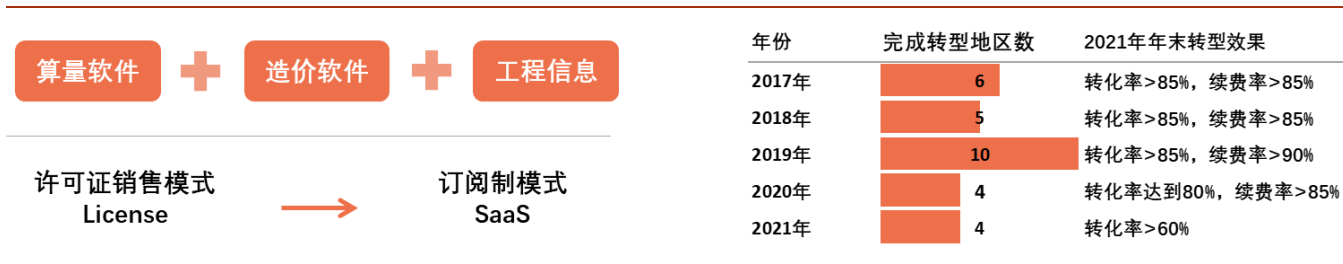 算量软件 + 造价软件 + 工程信息
许可证销售模式
License
订阅制模式
SaaS
年份 完成转型地区数 2021年年末转型效果
2017年 6 转化率>85%，续费率>85%
2018年 5 转化率>85%，续费率>85%
2019年 10 转化率>85%，续费率>90%
2020年 4 转化率达到80%，续费率>85%
2021年 4 转化率>60%